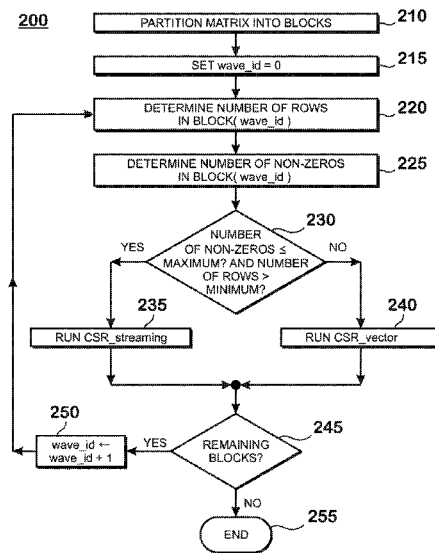 200
PARTITION MATRIX INTO BLOCKS
210
SET wave_id = 0
215
DETERMINE NUMBER OF ROWS
IN BLOCK( wave_id )
220
DETERMINE NUMBER OF NON-ZEROS
IN BLOCK( wave_id )
225
230
NUMBER
OF NON-ZEROS ≤
MAXIMUM? AND NUMBER
OF ROWS >
MINIMUM?
YES
NO
235
RUN CSR_streaming
240
RUN CSR_vector
245
REMAINING
BLOCKS?
YES
250
wave_id ←
wave_id + 1
NO
END
255